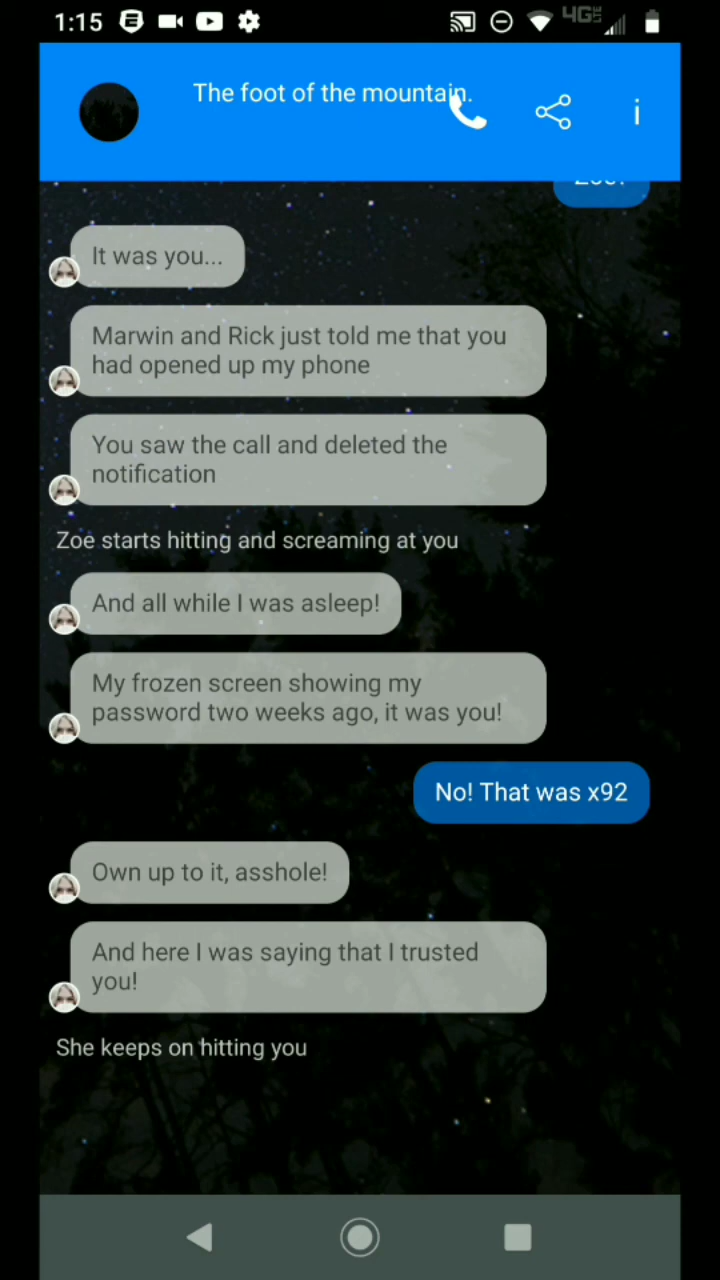 1:15
4G LTE
The foot of the mountain.
i
Zoe?
It was you...
Marwin and Rick just told me that you
had opened up my phone
You saw the call and deleted the
notification
Zoe starts hitting and screaming at you
And all while I was asleep!
My frozen screen showing my
password two weeks ago, it was you!
No! That was x92
Own up to it, asshole!
And here I was saying that I trusted
you!
She keeps on hitting you